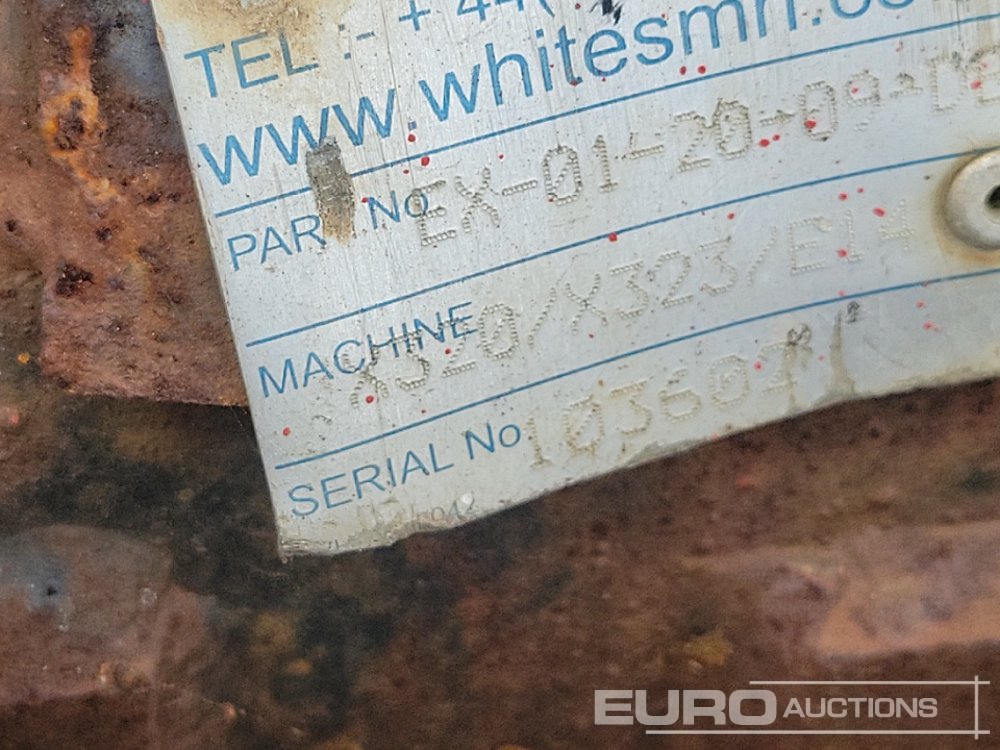 TEL :- + 44(
www.whitesmh.co
PART No EX-01-20-09-DE
MACHINE X320/X323/E14
SERIAL No 103607
EURO AUCTIONS